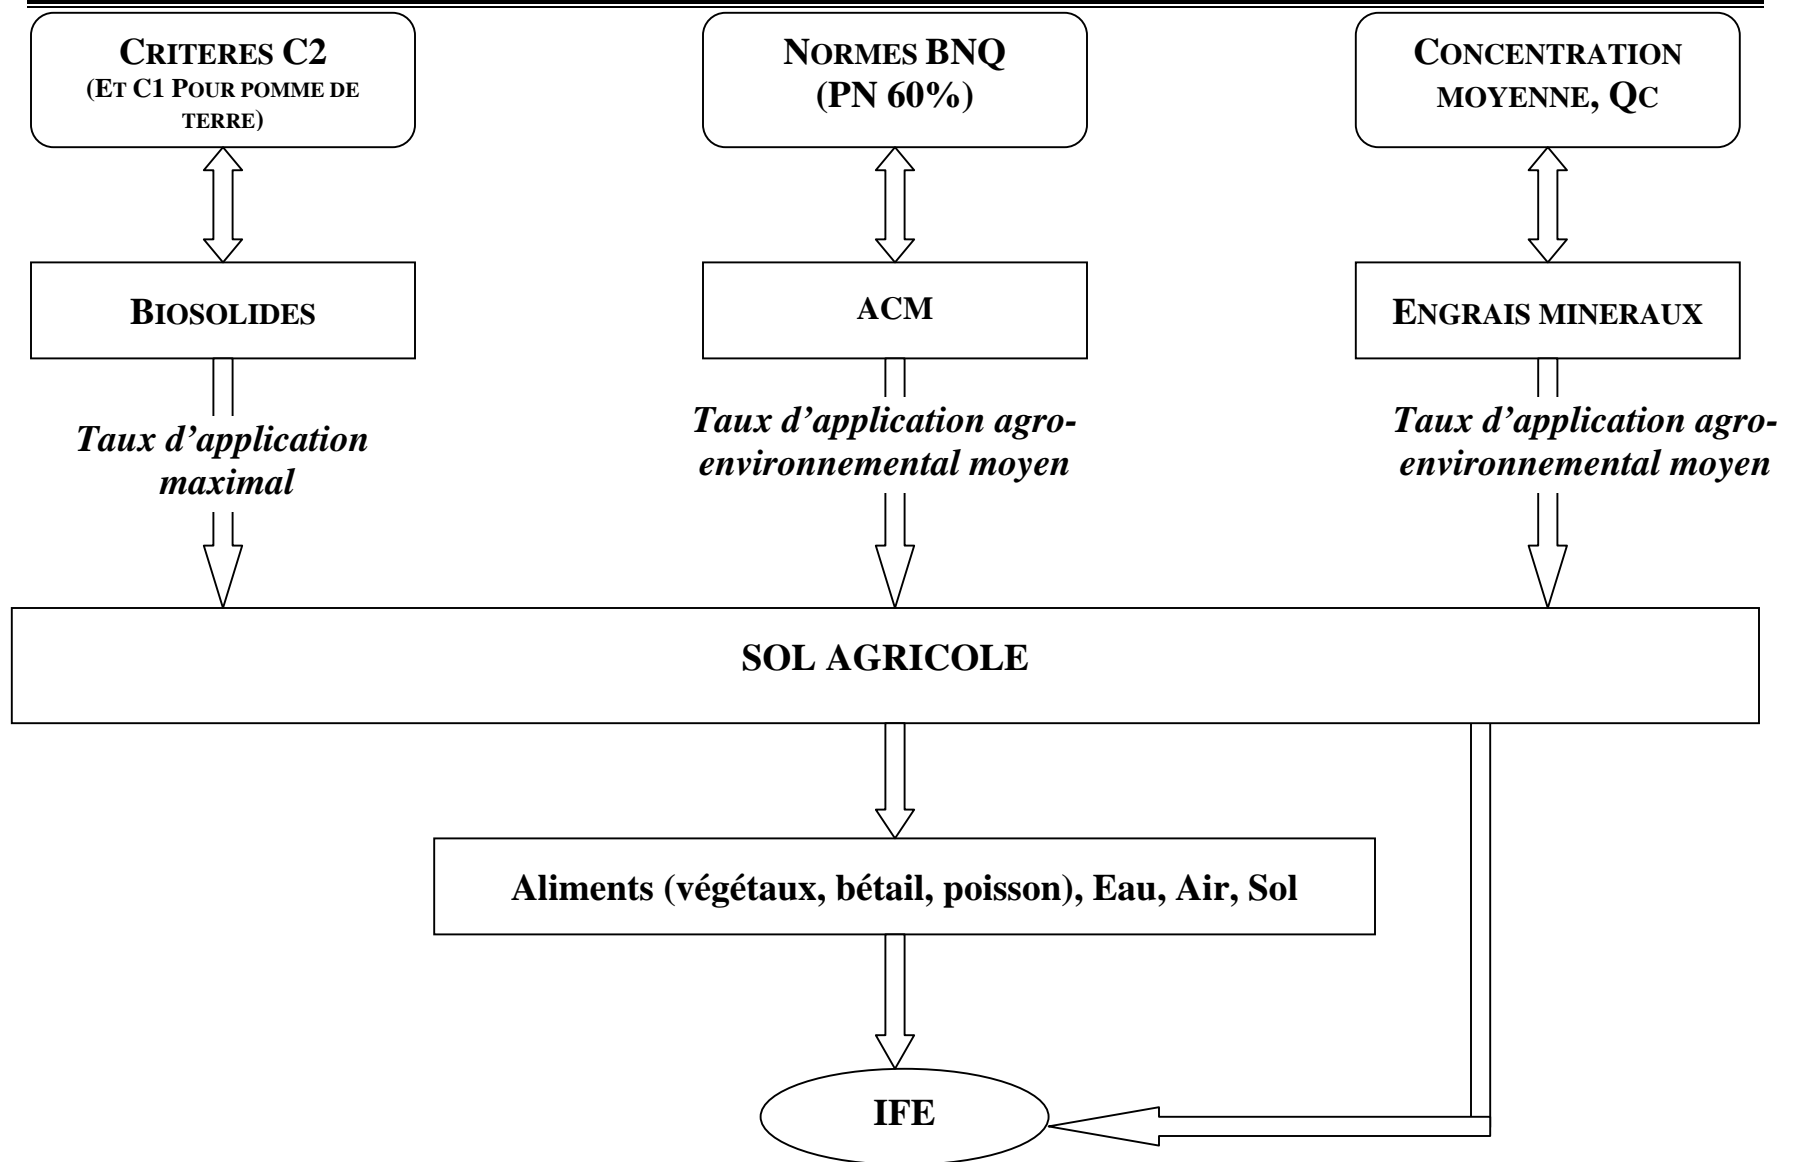 CRITERES C2
(ET C1 POUR POMME DE
TERRE)
NORMES BNQ
(PN 60%)
CONCENTRATION
MOYENNE, QC
BIOSOLIDES
ACM
ENGRAIS MINERAUX
Taux d'application
maximal
Taux d'application agro-
environnemental moyen
Taux d'application agro-
environnemental moyen
SOL AGRICOLE
Aliments (végétaux, bétail, poisson), Eau, Air, Sol
IFE